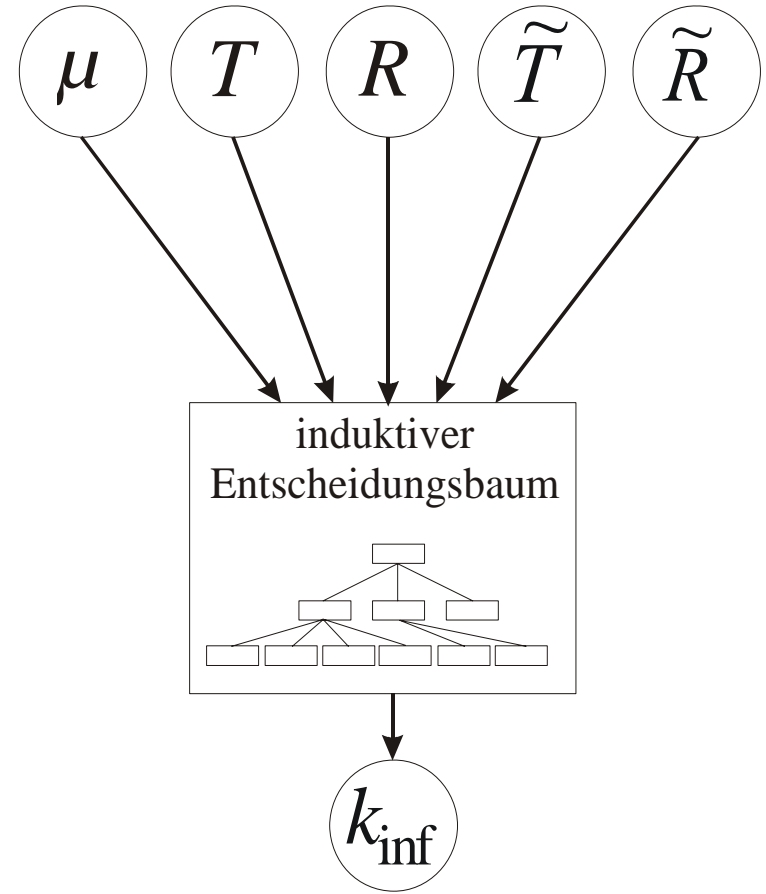 μ T R T̃ R̃
induktiver
Entscheidungsbaum
k_inf